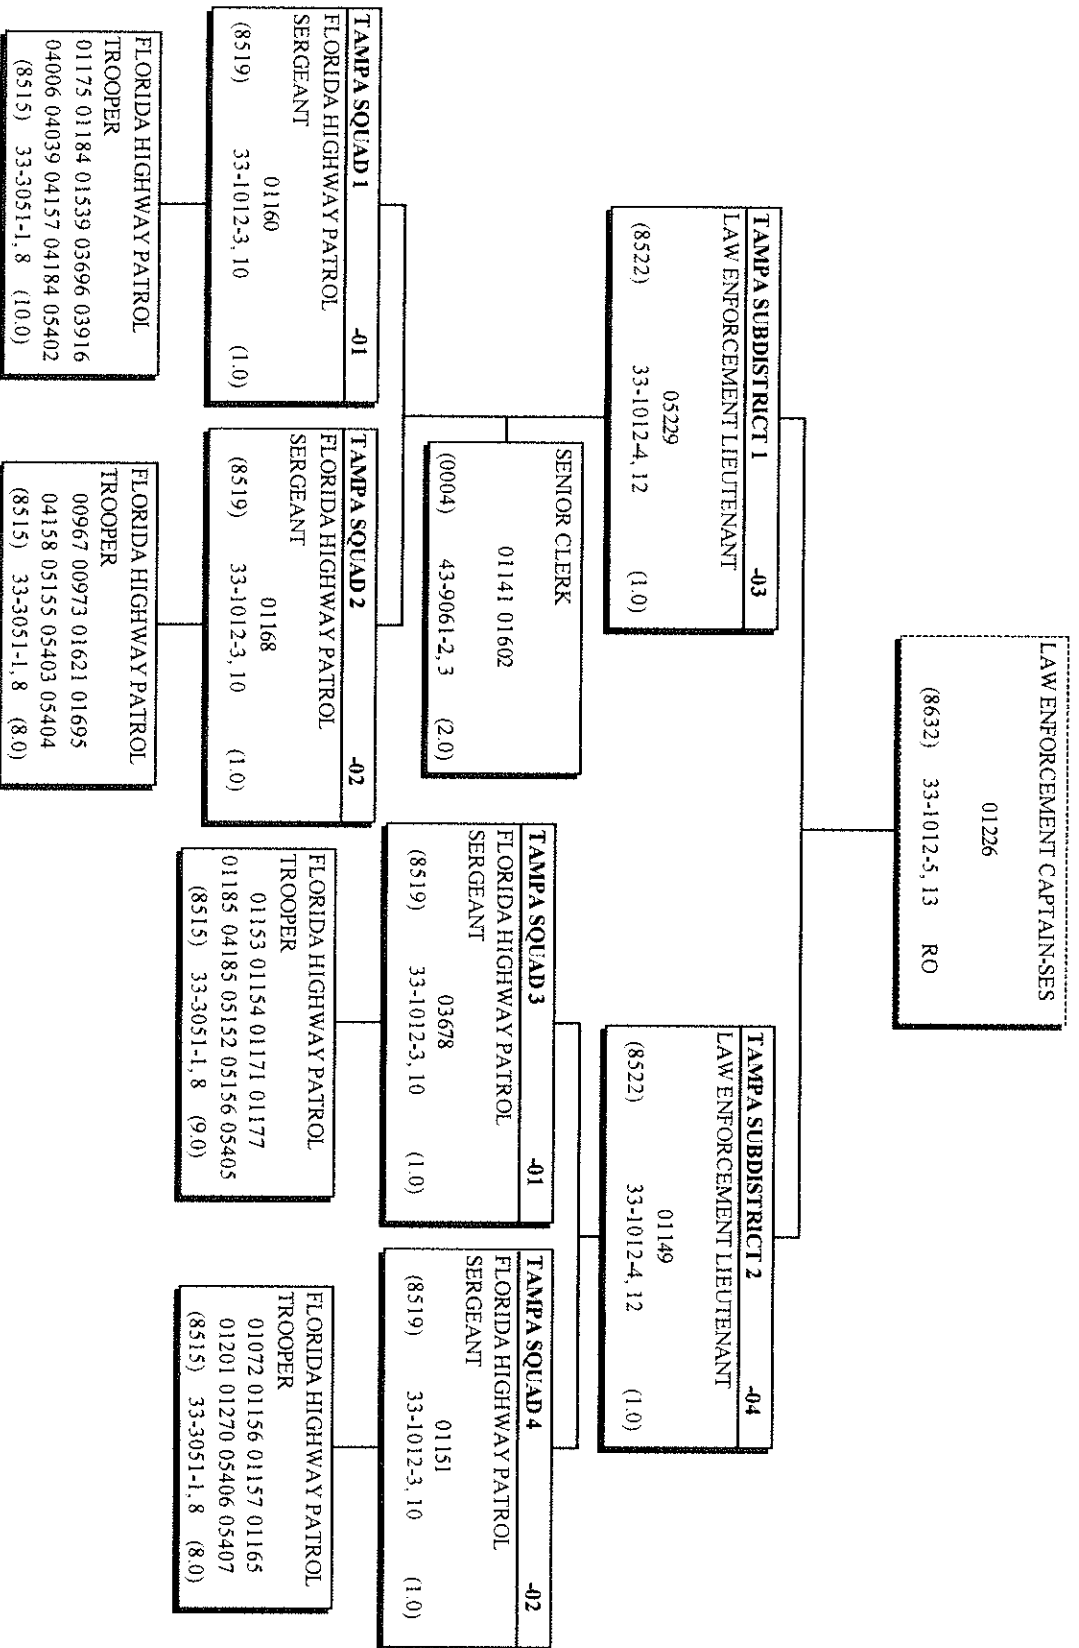 LAW ENFORCEMENT CAPTAIN-SES
01226
(8632) 33-1012-5, 13 RO
TAMPA SUBDISTRICT 1 -03
LAW ENFORCEMENT LIEUTENANT
05229
(8522) 33-1012-4, 12 (1.0)
TAMPA SUBDISTRICT 2 -04
LAW ENFORCEMENT LIEUTENANT
01149
(8522) 33-1012-4, 12 (1.0)
SENIOR CLERK
01141 01602
(0004) 43-9061-2, 3 (2.0)
TAMPA SQUAD 1 -01
FLORIDA HIGHWAY PATROL
SERGEANT
01160
(8519) 33-1012-3, 10 (1.0)
TAMPA SQUAD 2 -02
FLORIDA HIGHWAY PATROL
SERGEANT
01168
(8519) 33-1012-3, 10 (1.0)
TAMPA SQUAD 3 -01
FLORIDA HIGHWAY PATROL
SERGEANT
03678
(8519) 33-1012-3, 10 (1.0)
TAMPA SQUAD 4 -02
FLORIDA HIGHWAY PATROL
SERGEANT
01151
(8519) 33-1012-3, 10 (1.0)
FLORIDA HIGHWAY PATROL
TROOPER
01175 01184 01539 03696 03916
04006 04039 04157 04184 05402
(8515) 33-3051-1, 8 (10.0)
FLORIDA HIGHWAY PATROL
TROOPER
00967 00973 01621 01695
04158 05155 05403 05404
(8515) 33-3051-1, 8 (8.0)
FLORIDA HIGHWAY PATROL
TROOPER
01153 01154 01171 01177
01185 04185 05152 05156 05405
(8515) 33-3051-1, 8 (9.0)
FLORIDA HIGHWAY PATROL
TROOPER
01072 01156 01157 01165
01201 01270 05406 05407
(8515) 33-3051-1, 8 (8.0)